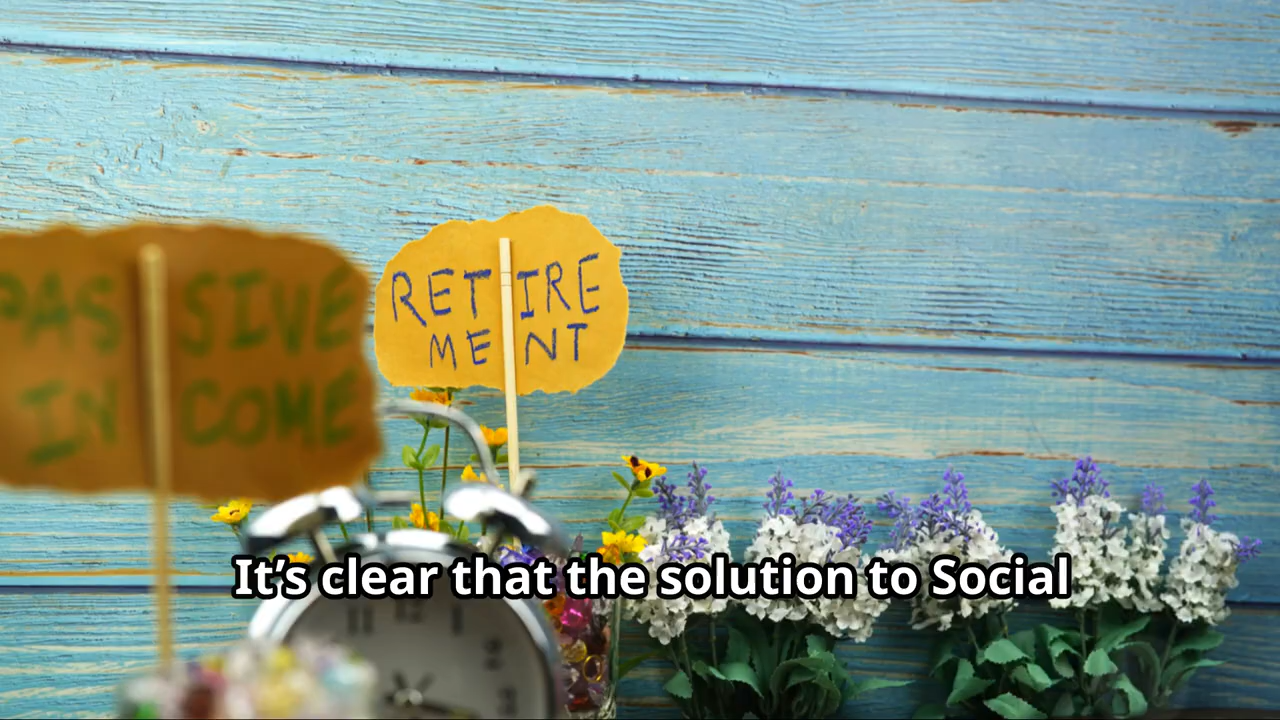 PASSIVE
INCOME
RETIRE
MENT
It's clear that the solution to Social